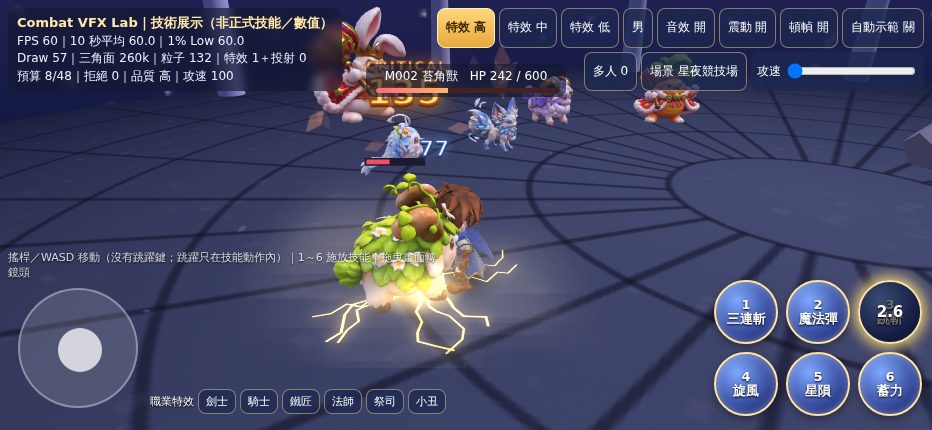 Combat VFX Lab｜技術展示（非正式技能／數值）
FPS 60｜10 秒平均 60.0｜1% Low 60.0
Draw 57｜三角面 260k｜粒子 132｜特效 1＋投射 0
預算 8/48｜拒絕 0｜品質 高｜攻速 100
特效 高
特效 中
特效 低
男
音效 開
震動 開
頓幀 開
自動示範 關
多人 0
場景 星夜競技場
攻速
CRITICAL
135
M002 苔角獸 HP 242 / 600
77
搖桿／WASD 移動（沒有跳躍鍵；跳躍只在技能動作內）｜1～6 施放技能｜拖曳畫面轉
鏡頭
1
三連斬
2
魔法彈
3
跳斬
2.6
4
旋風
5
星隕
6
蓄力
職業特效
劍士
騎士
鐵匠
法師
祭司
小丑